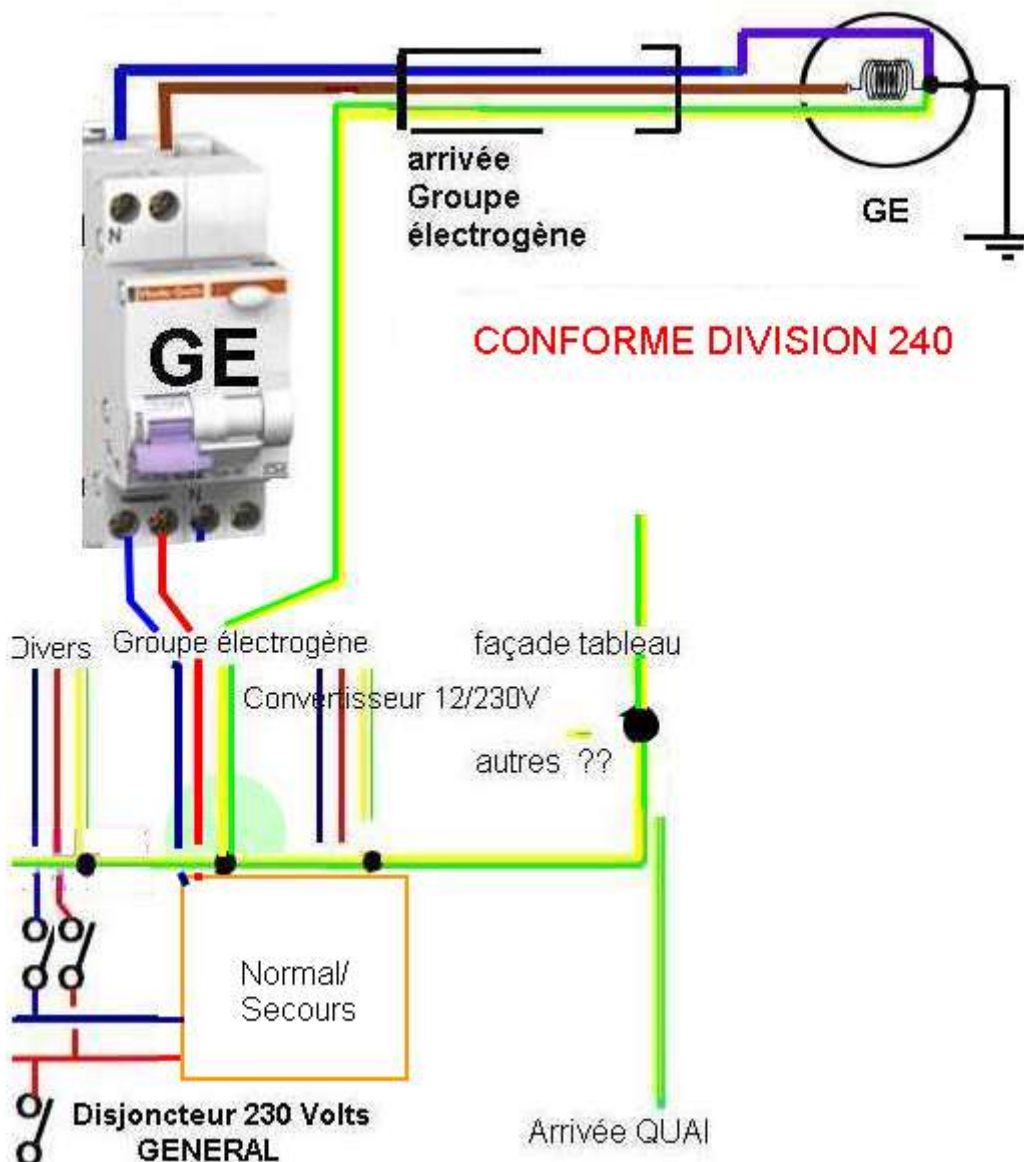 arrivée
Groupe
électrogène
GE
CONFORME DIVISION 240
N
GE
N
Divers
Groupe électrogène
façade tableau
Convertisseur 12/230V
autres ??
Normal/
Secours
Disjoncteur 230 Volts
GENERAL
Arrivée QUAI